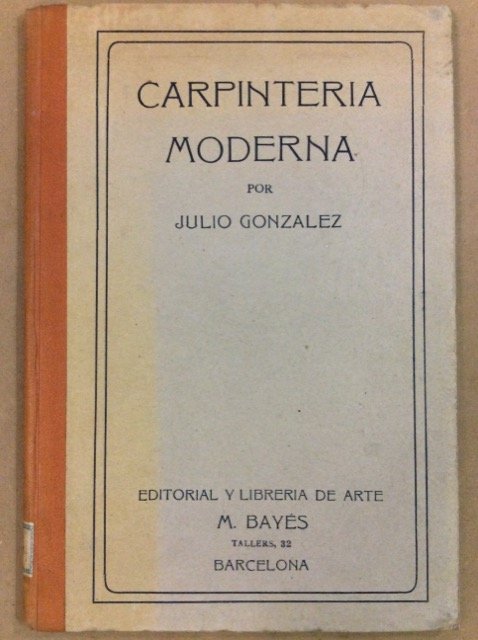 CARPINTERIA
MODERNA
POR
JULIO GONZALEZ
EDITORIAL Y LIBRERIA DE ARTE
M. BAYÉS
TALLERS, 32
BARCELONA